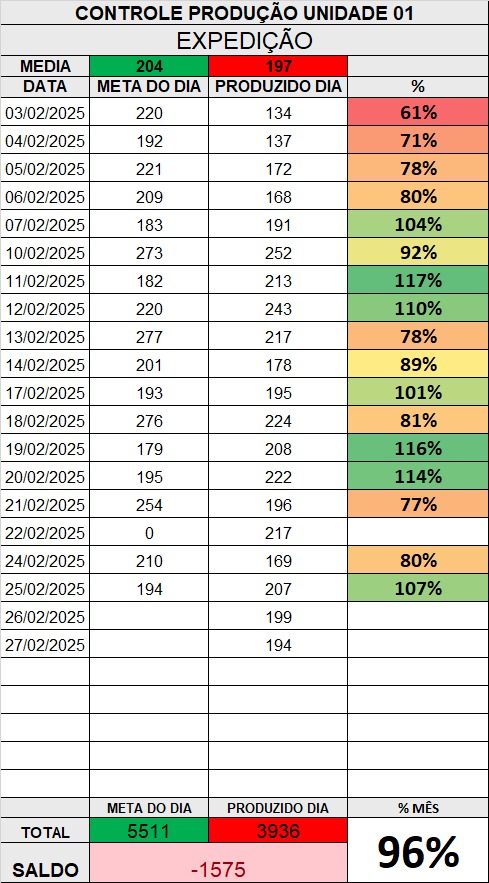 CONTROLE PRODUÇÃO UNIDADE 01
EXPEDIÇÃO
MEDIA 204 197
DATA META DO DIA PRODUZIDO DIA %
03/02/2025 220 134 61%
04/02/2025 192 137 71%
05/02/2025 221 172 78%
06/02/2025 209 168 80%
07/02/2025 183 191 104%
10/02/2025 273 252 92%
11/02/2025 182 213 117%
12/02/2025 220 243 110%
13/02/2025 277 217 78%
14/02/2025 201 178 89%
17/02/2025 193 195 101%
18/02/2025 276 224 81%
19/02/2025 179 208 116%
20/02/2025 195 222 114%
21/02/2025 254 196 77%
22/02/2025 0 217
24/02/2025 210 169 80%
25/02/2025 194 207 107%
26/02/2025 199
27/02/2025 194
META DO DIA PRODUZIDO DIA % MÊS
TOTAL 5511 3936 96%
SALDO -1575